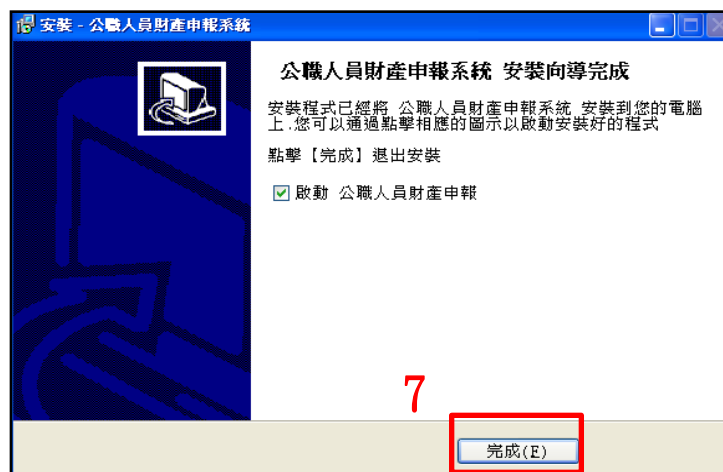 安裝 - 公職人員財產申報系統
公職人員財產申報系統 安裝向導完成
安裝程式已經將 公職人員財產申報系統 安裝到您的電腦
上.您可以通過點擊相應的圖示以啟動安裝好的程式
點擊【完成】退出安裝
啟動 公職人員財產申報
7
完成(F)